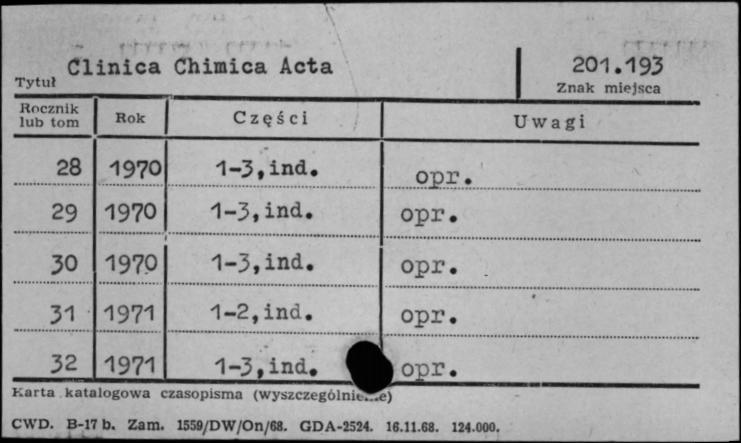 Clinica Chimica Acta
201.193
Tytuł
Znak miejsca
Rocznik lub tom Rok Części Uwagi
28 1970 1-3,ind. opr.
29 1970 1-3,ind. opr.
30 1970 1-3,ind. opr.
31 1971 1-2,ind. opr.
32 1971 1-3,ind. opr.
Karta katalogowa czasopisma
CWD. B-17 b. Zam. 1559/DW/On/68. GDA-2524. 16.11.68. 124.000.